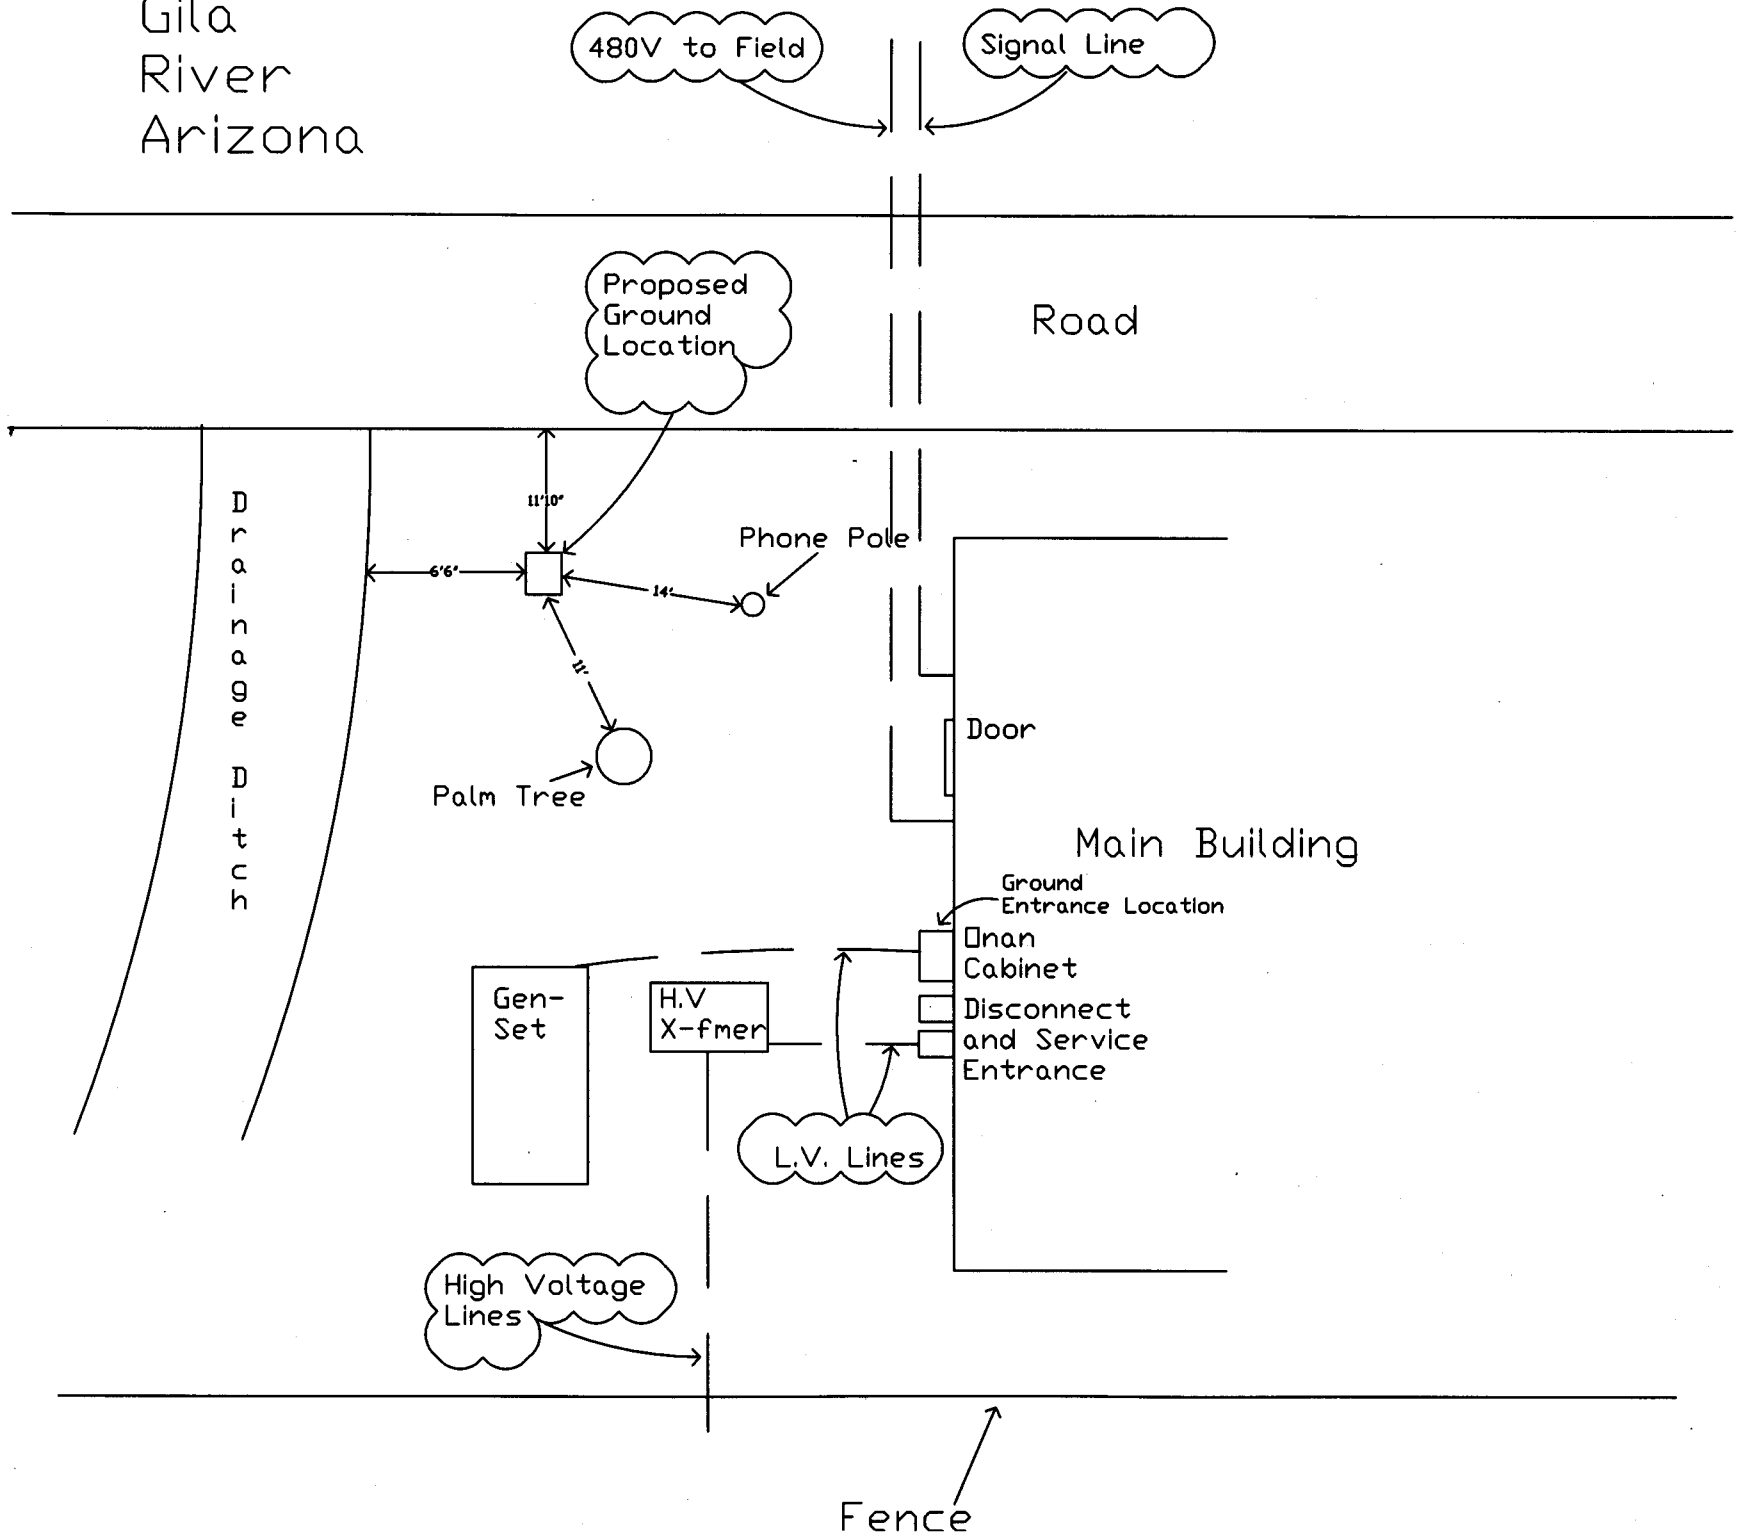 Gila
River
Arizona
480V to Field
Signal Line
Proposed
Ground
Location
Road
Drainage Ditch
11'10"
6'6"
14'
11'
Phone Pole
Palm Tree
Door
Main Building
Ground
Entrance Location
Onan
Cabinet
Disconnect
and Service
Entrance
Gen-
Set
H.V
X-fmer
L.V. Lines
High Voltage
Lines
Fence